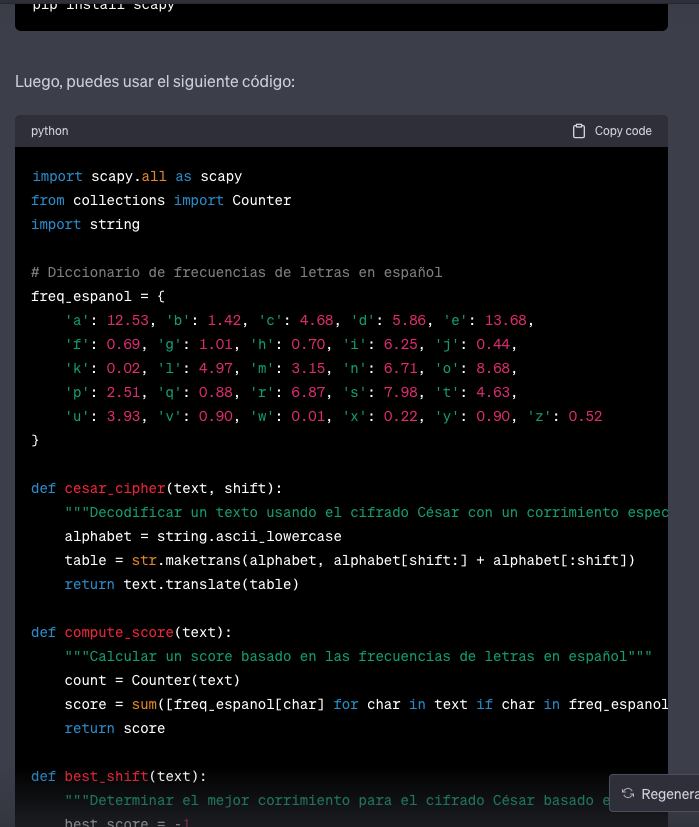 pip install scapy
Luego, puedes usar el siguiente código:
python
Copy code
import scapy.all as scapy
from collections import Counter
import string
# Diccionario de frecuencias de letras en español
freq_espanol = {
    'a': 12.53, 'b': 1.42, 'c': 4.68, 'd': 5.86, 'e': 13.68,
    'f': 0.69, 'g': 1.01, 'h': 0.70, 'i': 6.25, 'j': 0.44,
    'k': 0.02, 'l': 4.97, 'm': 3.15, 'n': 6.71, 'o': 8.68,
    'p': 2.51, 'q': 0.88, 'r': 6.87, 's': 7.98, 't': 4.63,
    'u': 3.93, 'v': 0.90, 'w': 0.01, 'x': 0.22, 'y': 0.90, 'z': 0.52
}
def cesar_cipher(text, shift):
    """Decodificar un texto usando el cifrado César con un corrimiento espec
    alphabet = string.ascii_lowercase
    table = str.maketrans(alphabet, alphabet[shift:] + alphabet[:shift])
    return text.translate(table)
def compute_score(text):
    """Calcular un score basado en las frecuencias de letras en español"""
    count = Counter(text)
    score = sum([freq_espanol[char] for char in text if char in freq_espanol
    return score
def best_shift(text):
    """Determinar el mejor corrimiento para el cifrado César basado e
Regenera
    best_score = -1